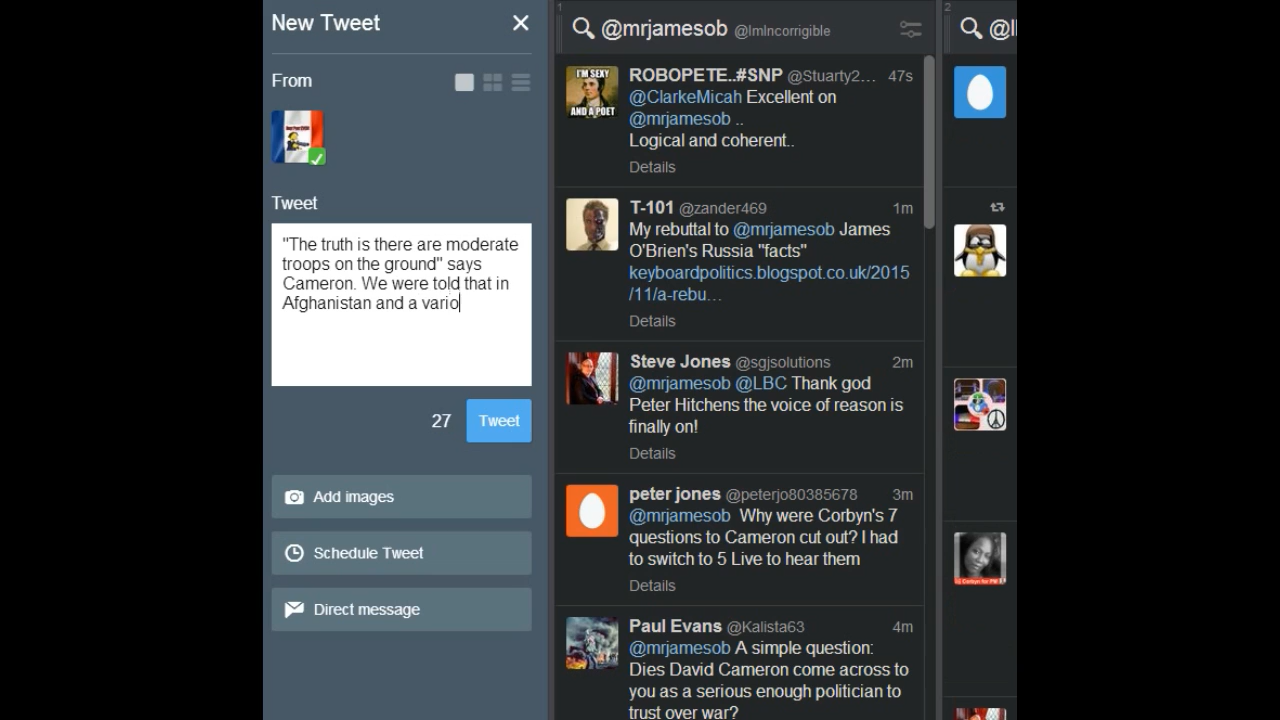 New Tweet
From
Tweet
"The truth is there are moderate
troops on the ground" says
Cameron. We were told that in
Afghanistan and a vario
27
Tweet
Add images
Schedule Tweet
Direct message
1
@mrjamesob @ImIncorrigible
I'M SEXY
AND A POET
ROBOPETE..#SNP @Stuarty2... 47s
@ClarkeMicah Excellent on
@mrjamesob ..
Logical and coherent..
Details
T-101 @zander469 1m
My rebuttal to @mrjamesob James
O'Brien's Russia "facts"
keyboardpolitics.blogspot.co.uk/2015
/11/a-rebu…
Details
Steve Jones @sgjsolutions 2m
@mrjamesob @LBC Thank god
Peter Hitchens the voice of reason is
finally on!
Details
peter jones @peterjo80385678 3m
@mrjamesob Why were Corbyn's 7
questions to Cameron cut out? I had
to switch to 5 Live to hear them
Details
Paul Evans @Kalista63 4m
@mrjamesob A simple question:
Dies David Cameron come across to
you as a serious enough politician to
trust over war?
2